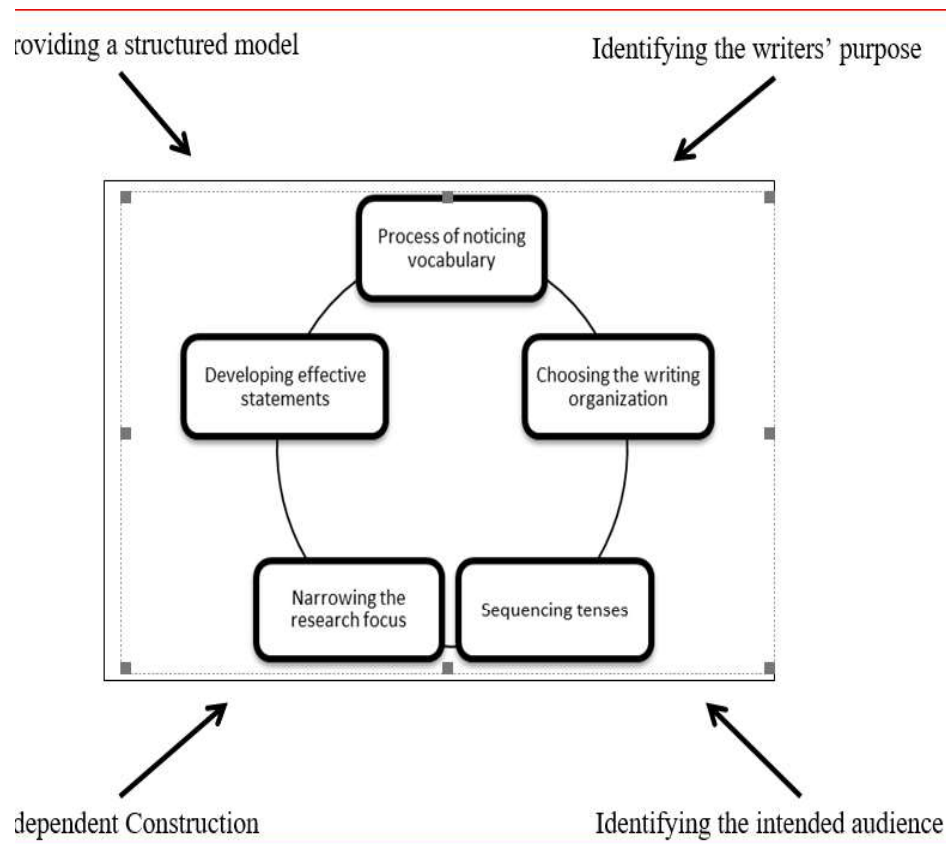 roviding a structured model
Identifying the writers’ purpose
Process of noticing
vocabulary
Developing effective
statements
Choosing the writing
organization
Narrowing the
research focus
Sequencing tenses
dependent Construction
Identifying the intended audience